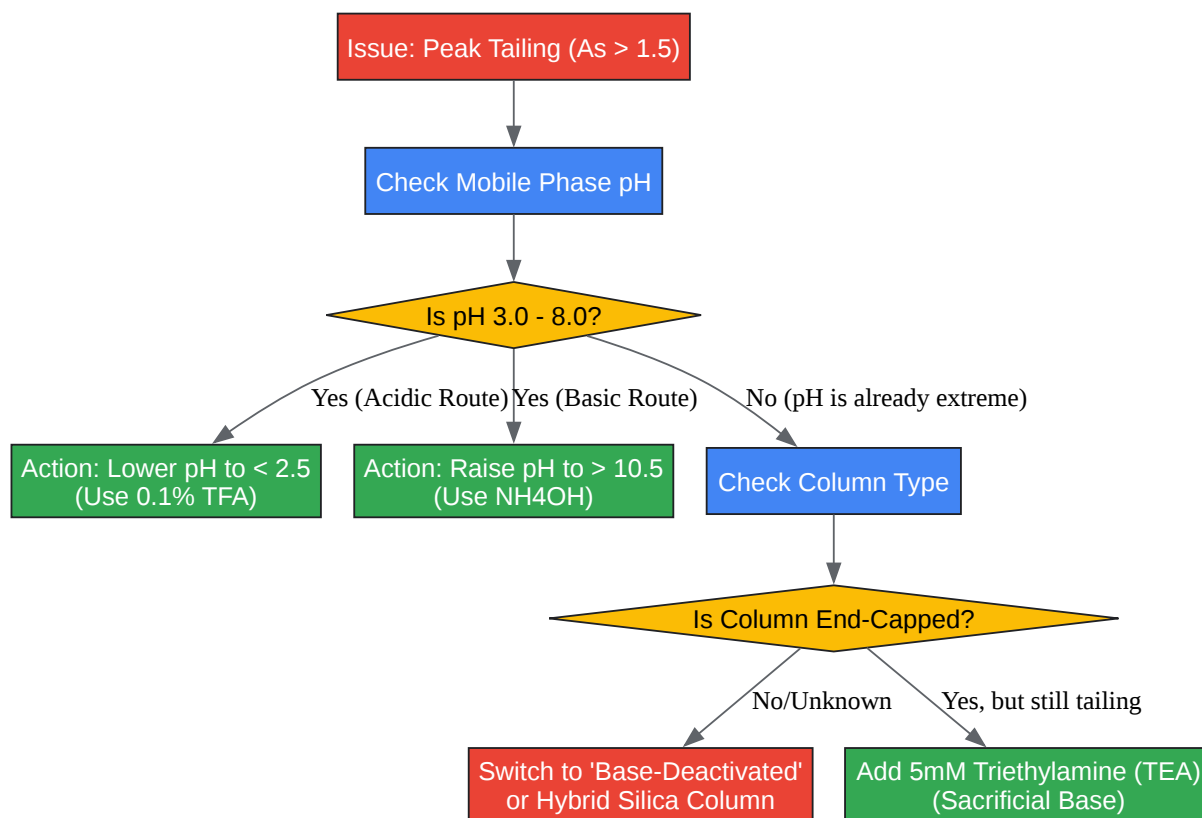 Issue: Peak Tailing (As > 1.5)
Check Mobile Phase pH
Is pH 3.0 - 8.0?
Yes (Acidic Route)
Yes (Basic Route)
No (pH is already extreme)
Action: Lower pH to < 2.5
(Use 0.1% TFA)
Action: Raise pH to > 10.5
(Use NH4OH)
Check Column Type
Is Column End-Capped?
No/Unknown
Yes, but still tailing
Switch to 'Base-Deactivated'
or Hybrid Silica Column
Add 5mM Triethylamine (TEA)
(Sacrificial Base)